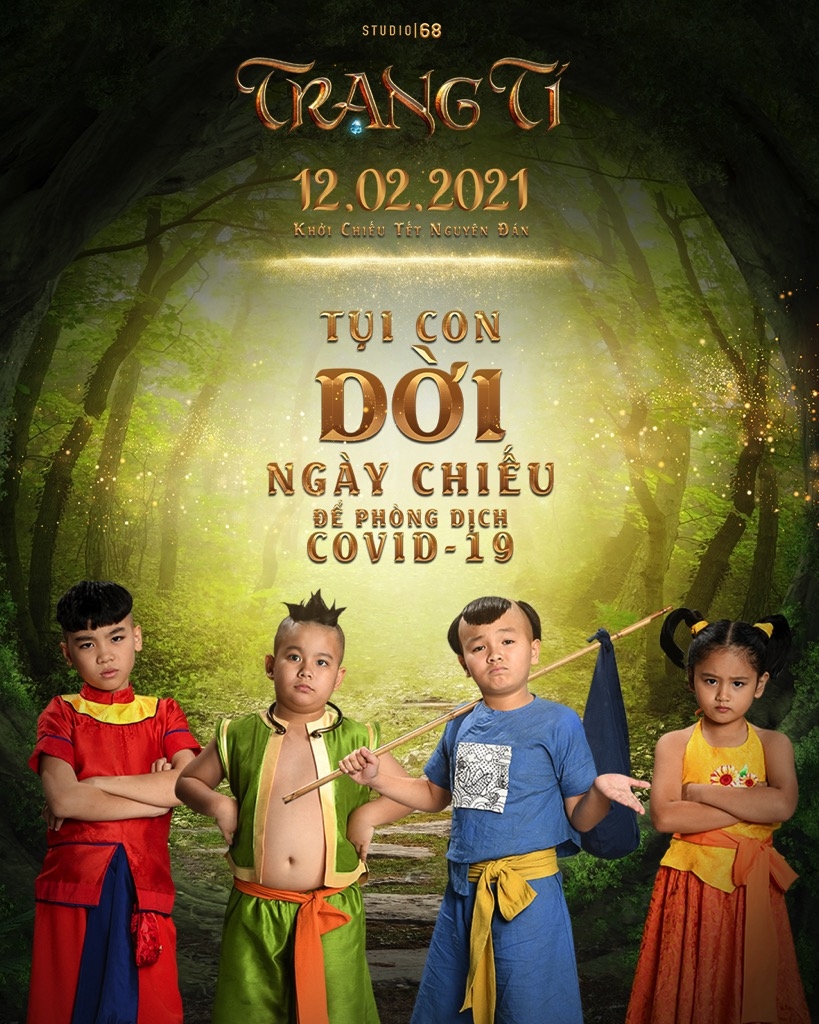 STUDIO|68
TRẠNG TÍ
12.02.2021
KHỞI CHIẾU TẾT NGUYÊN ĐÁN
TỤI CON
DỜI
NGÀY CHIẾU
ĐỂ PHÒNG DỊCH
COVID-19